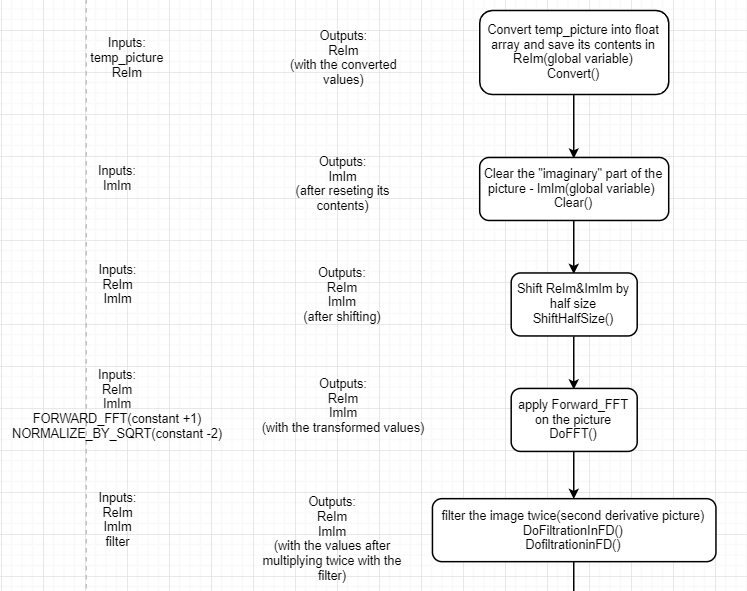 Inputs:
temp_picture
ReIm
Outputs:
ReIm
(with the converted
values)
Convert temp_picture into float
array and save its contents in
ReIm(global variable)
Convert()
Inputs:
ImIm
Outputs:
ImIm
(after reseting its
contents)
Clear the "imaginary" part of the
picture - ImIm(global variable)
Clear()
Inputs:
ReIm
ImIm
Outputs:
ReIm
ImIm
(after shifting)
Shift ReIm&ImIm by
half size
ShiftHalfSize()
Inputs:
ReIm
ImIm
FORWARD_FFT(constant +1)
NORMALIZE_BY_SQRT(constant -2)
Outputs:
ReIm
ImIm
(with the transformed values)
apply Forward_FFT
on the picture
DoFFT()
Inputs:
ReIm
ImIm
filter
Outputs:
ReIm
ImIm
(with the values after
multiplying twice with the
filter)
filter the image twice(second derivative picture)
DoFiltrationInFD()
DofiltrationinFD()